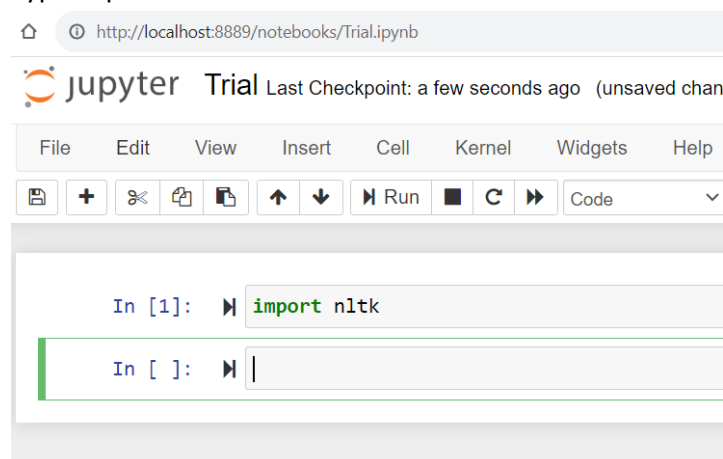 http://localhost:8889/notebooks/Trial.ipynb
jupyter Trial Last Checkpoint: a few seconds ago (unsaved chan
File Edit View Insert Cell Kernel Widgets Help
Run Code
In [1]: import nltk
In [ ]: